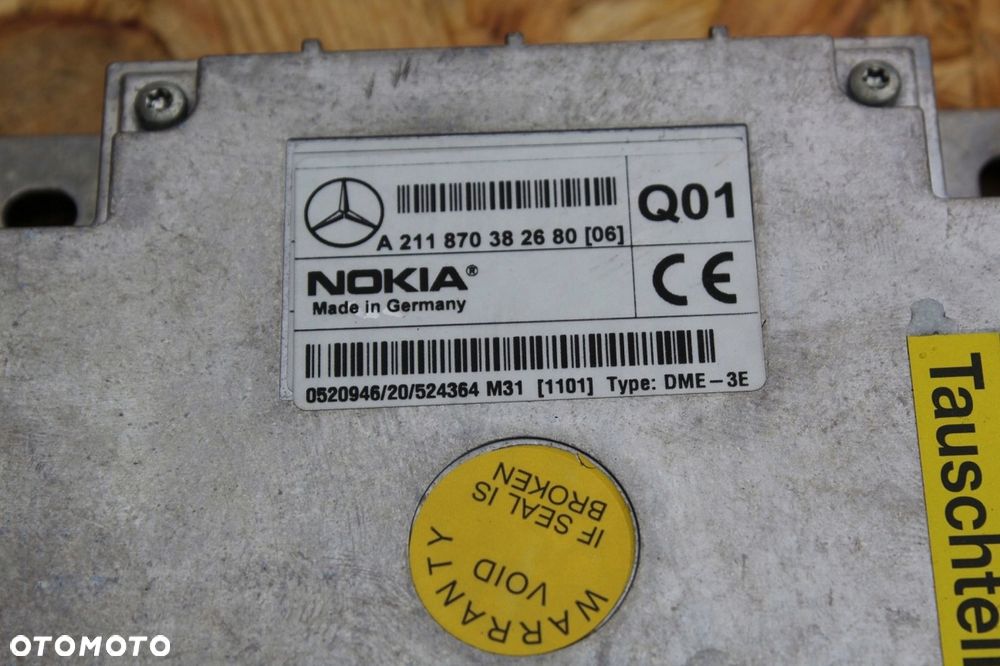 A 211 870 38 26 80 [06]
Q01
NOKIA®
Made in Germany
CE
0520946/20/524364 M31 [1101] Type: DME-3E
IF SEAL IS
BROKEN
WARRANTY
VOID
Tauschteil
OTOMOTO